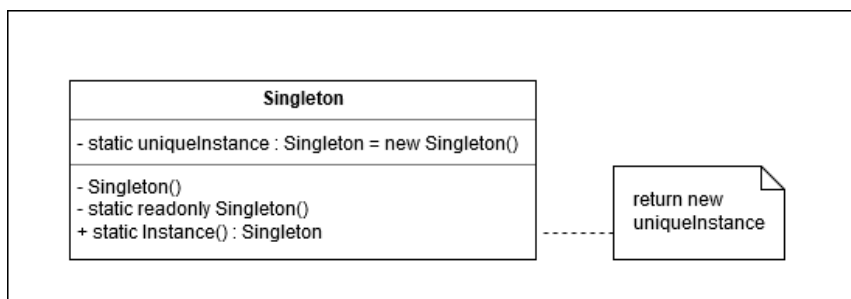 Singleton
- static uniqueInstance : Singleton = new Singleton()
- Singleton()
- static readonly Singleton()
+ static Instance() : Singleton
return new
uniqueInstance